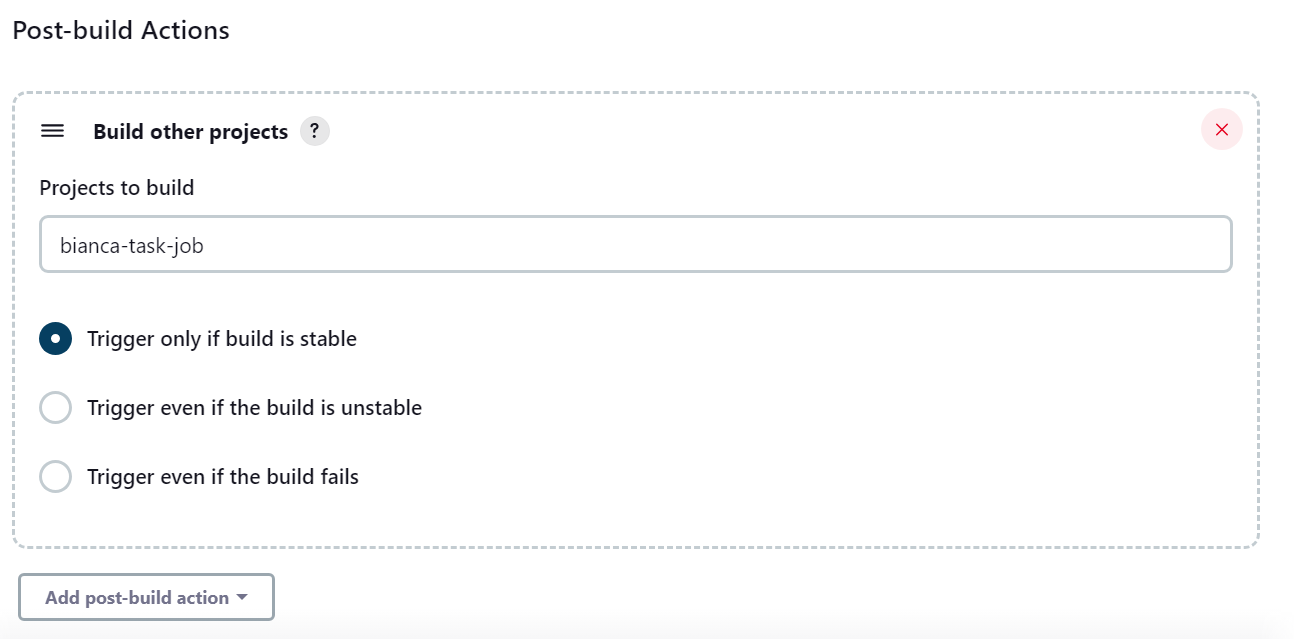 Post-build Actions
Build other projects ?
Projects to build
bianca-task-job
Trigger only if build is stable
Trigger even if the build is unstable
Trigger even if the build fails
Add post-build action